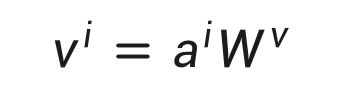 vⁱ = aⁱWᵛ